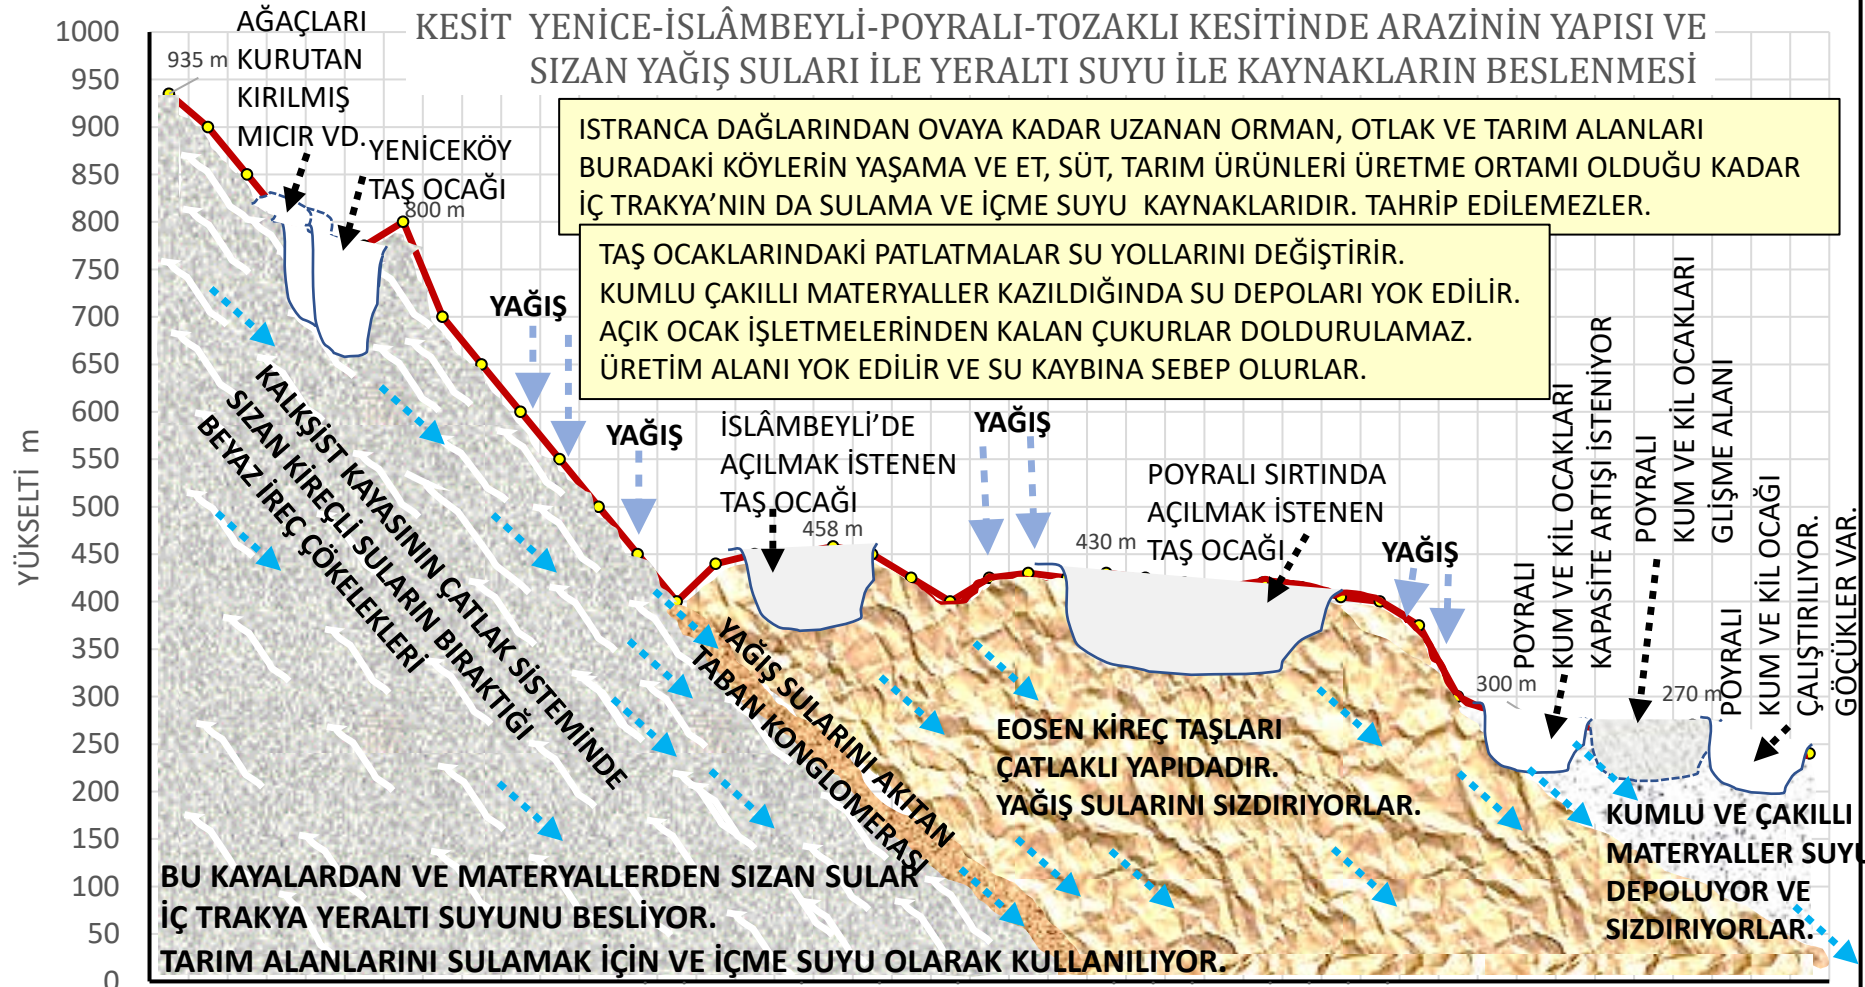 KESİT YENİCE-İSLÂMBEYLİ-POYRALI-TOZAKLI KESİTİNDE ARAZİNİN YAPISI VE
SIZAN YAĞIŞ SULARI İLE YERALTI SUYU İLE KAYNAKLARIN BESLENMESİ
YÜKSELTİ m
1000
950
900
850
800
750
700
650
600
550
500
450
400
350
300
250
200
150
100
50
0
935 m
AĞAÇLARI
KURUTAN
KIRILMIŞ
MICIR VD.
YENİCEKÖY
TAŞ OCAĞI
800 m
ISTRANCA DAĞLARINDAN OVAYA KADAR UZANAN ORMAN, OTLAK VE TARIM ALANLARI
BURADAKİ KÖYLERİN YAŞAMA VE ET, SÜT, TARIM ÜRÜNLERİ ÜRETME ORTAMI OLDUĞU KADAR
İÇ TRAKYA’NIN DA SULAMA VE İÇME SUYU KAYNAKLARIDIR. TAHRİP EDİLEMEZLER.
TAŞ OCAKLARINDAKİ PATLATMALAR SU YOLLARINI DEĞİŞTİRİR.
KUMLU ÇAKILLI MATERYALLER KAZILDIĞINDA SU DEPOLARI YOK EDİLİR.
AÇIK OCAK İŞLETMELERİNDEN KALAN ÇUKURLAR DOLDURULAMAZ.
ÜRETİM ALANI YOK EDİLİR VE SU KAYBINA SEBEP OLURLAR.
YAĞIŞ
YAĞIŞ
İSLÂMBEYLİ’DE
AÇILMAK İSTENEN
TAŞ OCAĞI
458 m
YAĞIŞ
POYRALI SIRTINDA
AÇILMAK İSTENEN
TAŞ OCAĞI
430 m
YAĞIŞ
POYRALI
KUM VE KİL OCAKLARI
KAPASİTE ARTIŞI İSTENİYOR
300 m
POYRALI
KUM VE KİL OCAKLARI
GLİŞME ALANI
270 m
POYRALI
KUM VE KİL OCAĞI
ÇALIŞTIRILIYOR.
GÖÇÜKLER VAR.
KALKŞİST KAYASININ ÇATLAK SİSTEMİNDE
SIZAN KİREÇLİ SULARIN BIRAKTIĞI
BEYAZ İREÇ ÇÖKELEKLERİ
YAĞIŞ SULARINI AKITAN
TABAN KONGLOMERASI
EOSEN KİREÇ TAŞLARI
ÇATLAKLI YAPIDADIR.
YAĞIŞ SULARINI SIZDIRIYORLAR.
KUMLU VE ÇAKILLI
MATERYALLER SUYU
DEPOLUYOR VE
SIZDIRIYORLAR.
BU KAYALARDAN VE MATERYALLERDEN SIZAN SULAR
İÇ TRAKYA YERALTI SUYUNU BESLİYOR.
TARIM ALANLARINI SULAMAK İÇİN VE İÇME SUYU OLARAK KULLANILIYOR.